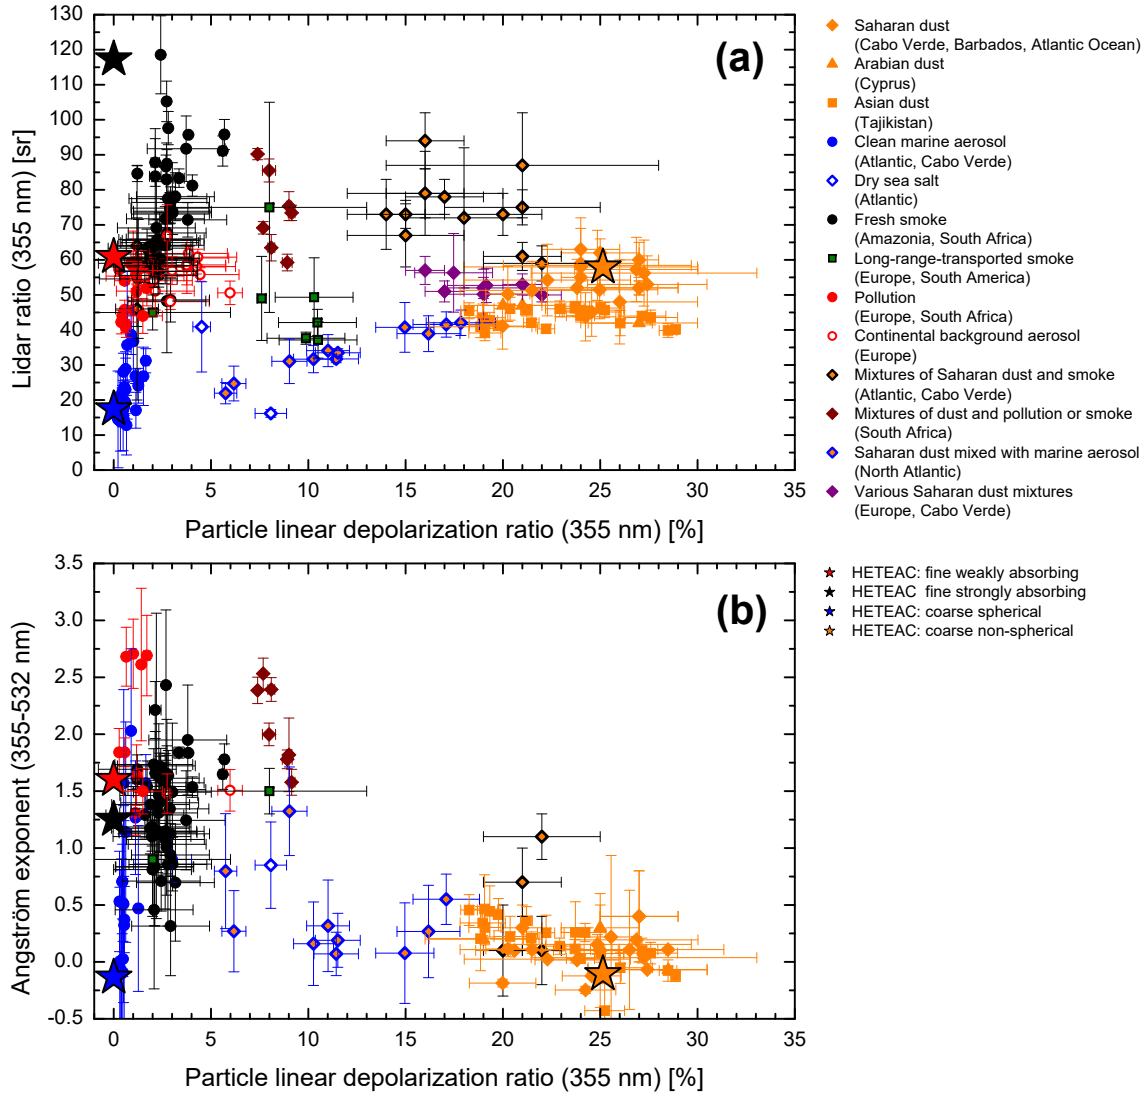 (a)
130
120
110
100
90
80
70
60
50
40
30
20
10
0
Lidar ratio (355 nm) [sr]
0 5 10 15 20 25 30 35
Particle linear depolarization ratio (355 nm) [%]
Saharan dust
(Cabo Verde, Barbados, Atlantic Ocean)
Arabian dust
(Cyprus)
Asian dust
(Tajikistan)
Clean marine aerosol
(Atlantic, Cabo Verde)
Dry sea salt
(Atlantic)
Fresh smoke
(Amazonia, South Africa)
Long-range-transported smoke
(Europe, South America)
Pollution
(Europe, South Africa)
Continental background aerosol
(Europe)
Mixtures of Saharan dust and smoke
(Atlantic, Cabo Verde)
Mixtures of dust and pollution or smoke
(South Africa)
Saharan dust mixed with marine aerosol
(North Atlantic)
Various Saharan dust mixtures
(Europe, Cabo Verde)
(b)
3.5
3.0
2.5
2.0
1.5
1.0
0.5
0.0
-0.5
Angström exponent (355-532 nm)
0 5 10 15 20 25 30 35
Particle linear depolarization ratio (355 nm) [%]
HETEAC: fine weakly absorbing
HETEAC fine strongly absorbing
HETEAC: coarse spherical
HETEAC: coarse non-spherical